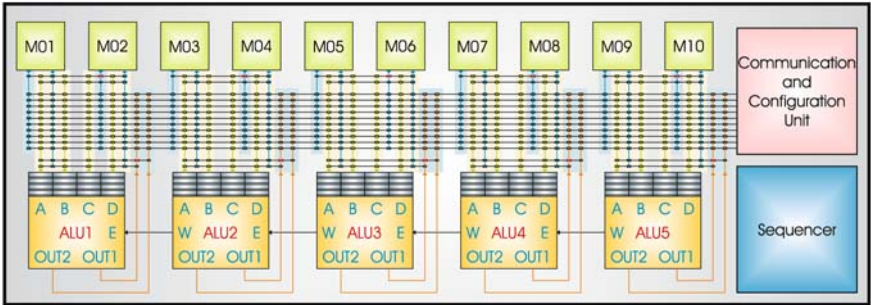 M01 M02 M03 M04 M05 M06 M07 M08 M09 M10
Communication
and
Configuration
Unit
A B C D
ALU1 E
OUT2 OUT1
A B C D
W ALU2 E
OUT2 OUT1
A B C D
W ALU3 E
OUT2 OUT1
A B C D
W ALU4 E
OUT2 OUT1
A B C D
W ALU5
OUT2 OUT1
Sequencer